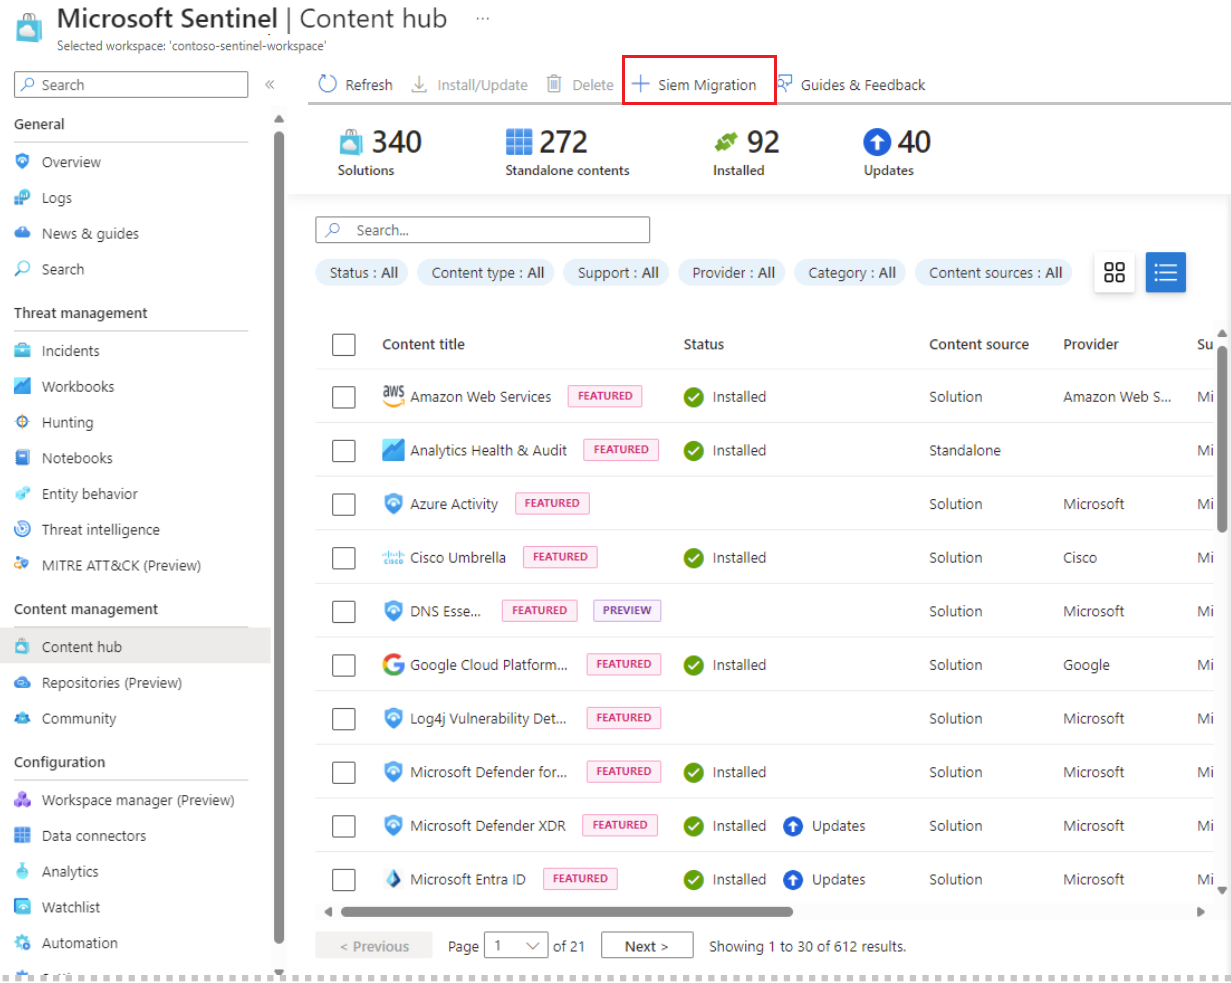 Microsoft Sentinel | Content hub ...
Selected workspace: 'contoso-sentinel-workspace'
Search «
Refresh Install/Update Delete Siem Migration Guides & Feedback
General
Overview
Logs
News & guides
Search
Threat management
Incidents
Workbooks
Hunting
Notebooks
Entity behavior
Threat intelligence
MITRE ATT&CK (Preview)
Content management
Content hub
Repositories (Preview)
Community
Configuration
Workspace manager (Preview)
Data connectors
Analytics
Watchlist
Automation
340 272 92 40
Solutions Standalone contents Installed Updates
Search...
Status : All Content type : All Support : All Provider : All Category : All Content sources : All
Content title Status Content source Provider Su
aws Amazon Web Services FEATURED Installed Solution Amazon Web S... Mi
Analytics Health & Audit FEATURED Installed Standalone Mi
Azure Activity FEATURED Solution Microsoft Mi
cisco Cisco Umbrella FEATURED Installed Solution Cisco Mi
DNS Esse... FEATURED PREVIEW Solution Microsoft Mi
Google Cloud Platform... FEATURED Installed Solution Google Mi
Log4j Vulnerability Det... FEATURED Solution Microsoft Mi
Microsoft Defender for... FEATURED Installed Solution Microsoft Mi
Microsoft Defender XDR FEATURED Installed Updates Solution Microsoft Mi
Microsoft Entra ID FEATURED Installed Updates Solution Microsoft Mi
< Previous Page 1 of 21 Next > Showing 1 to 30 of 612 results.